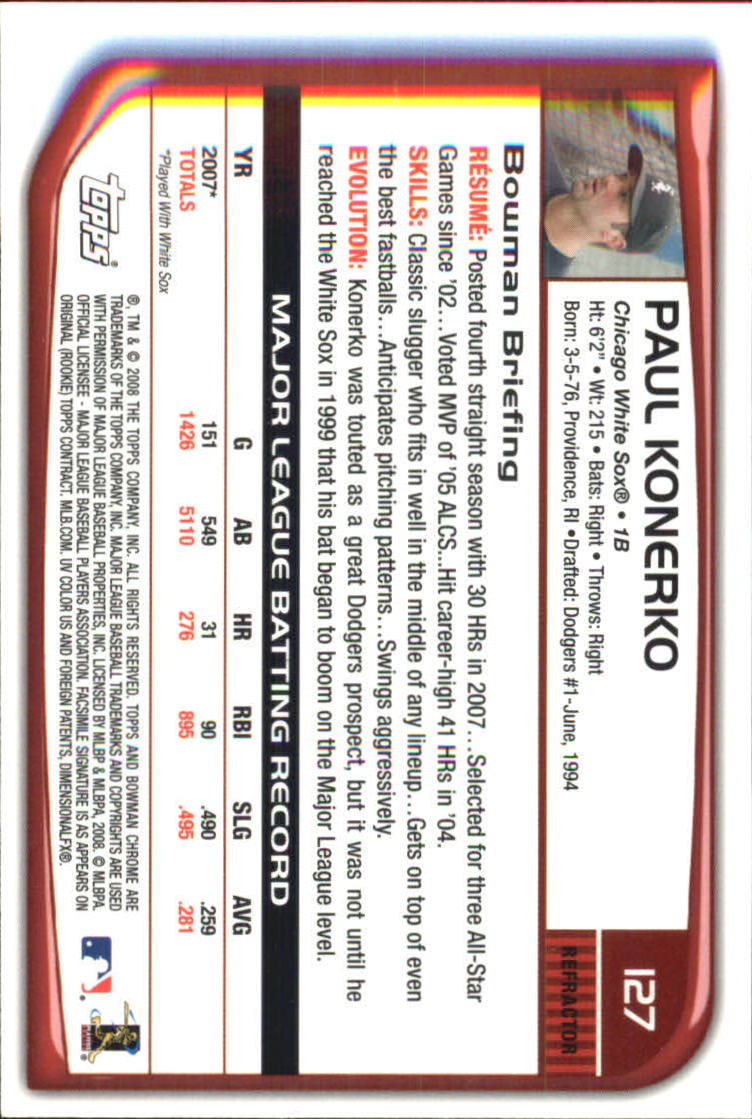 127
REFRACTOR
PAUL KONERKO
Chicago White Sox® • 1B
Ht: 6'2" • Wt: 215 • Bats: Right • Throws: Right
Born: 3-5-76, Providence, RI •Drafted: Dodgers #1-June, 1994
Bowman Briefing
RÉSUMÉ: Posted fourth straight season with 30 HRs in 2007...Selected for three All-Star
Games since '02...Voted MVP of '05 ALCS...Hit career-high 41 HRs in '04.
SKILLS: Classic slugger who fits in well in the middle of any lineup...Gets on top of even
the best fastballs...Anticipates pitching patterns...Swings aggressively.
EVOLUTION: Konerko was touted as a great Dodgers prospect, but it was not until he
reached the White Sox in 1999 that his bat began to boom on the Major League level.
MAJOR LEAGUE BATTING RECORD
YR G AB HR RBI SLG AVG
2007* 151 549 31 90 .490 .259
TOTALS 1426 5110 276 895 .495 .281
*Played With White Sox
topps®
®, TM & © 2008 THE TOPPS COMPANY, INC. ALL RIGHTS RESERVED. TOPPS AND BOWMAN CHROME ARE
TRADEMARKS OF THE TOPPS COMPANY, INC. MAJOR LEAGUE BASEBALL TRADEMARKS AND COPYRIGHTS ARE USED
WITH PERMISSION OF MAJOR LEAGUE BASEBALL PROPERTIES, INC. LICENSED BY MLBP & MLBPA, 2008. © MLBPA.
OFFICIAL LICENSEE - MAJOR LEAGUE BASEBALL PLAYERS ASSOCIATION. FACSIMILE SIGNATURE IS AS APPEARS ON
ORIGINAL (ROOKIE) TOPPS CONTRACT. MLB.COM. UV COLOR US AND FOREIGN PATENTS, DIMENSIONALFX®.